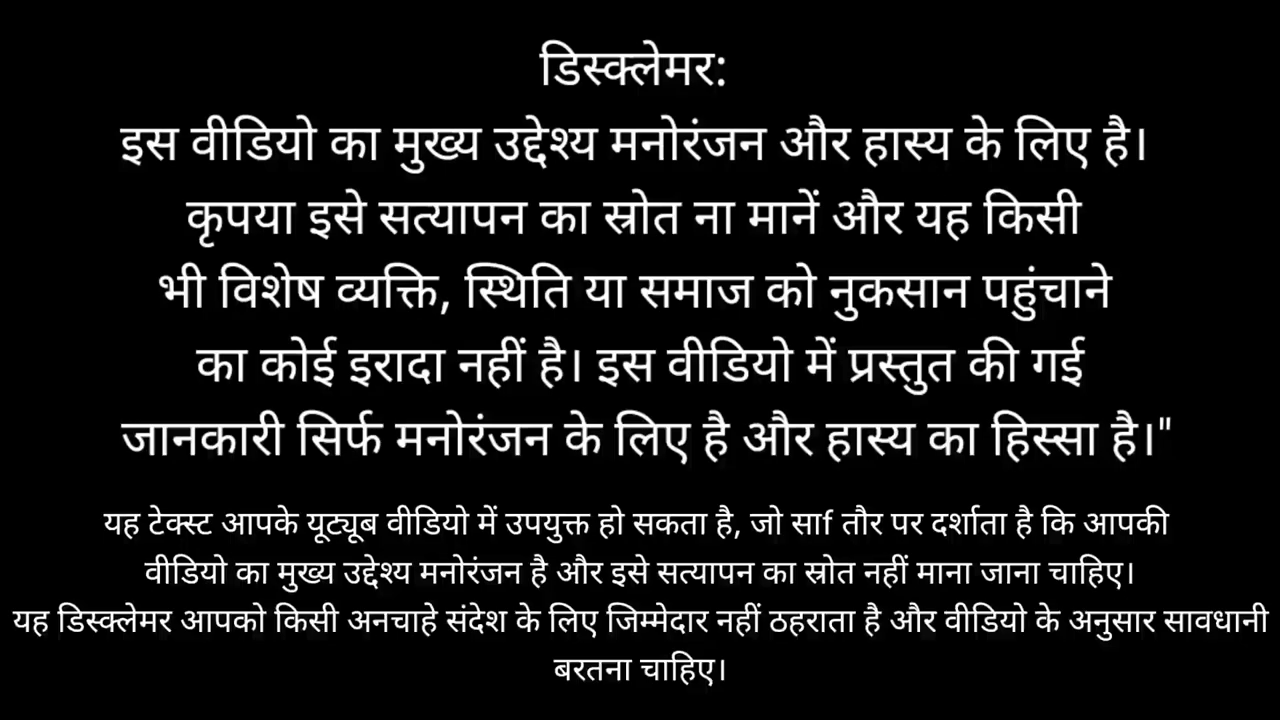 डिस्क्लेमर:
इस वीडियो का मुख्य उद्देश्य मनोरंजन और हास्य के लिए है।
कृपया इसे सत्यापन का स्रोत ना मानें और यह किसी
भी विशेष व्यक्ति, स्थिति या समाज को नुकसान पहुंचाने
का कोई इरादा नहीं है। इस वीडियो में प्रस्तुत की गई
जानकारी सिर्फ मनोरंजन के लिए है और हास्य का हिस्सा है।"
यह टेक्स्ट आपके यूट्यूब वीडियो में उपयुक्त हो सकता है, जो साf तौर पर दर्शाता है कि आपकी
वीडियो का मुख्य उद्देश्य मनोरंजन है और इसे सत्यापन का स्रोत नहीं माना जाना चाहिए।
यह डिस्क्लेमर आपको किसी अनचाहे संदेश के लिए जिम्मेदार नहीं ठहराता है और वीडियो के अनुसार सावधानी
बरतना चाहिए।